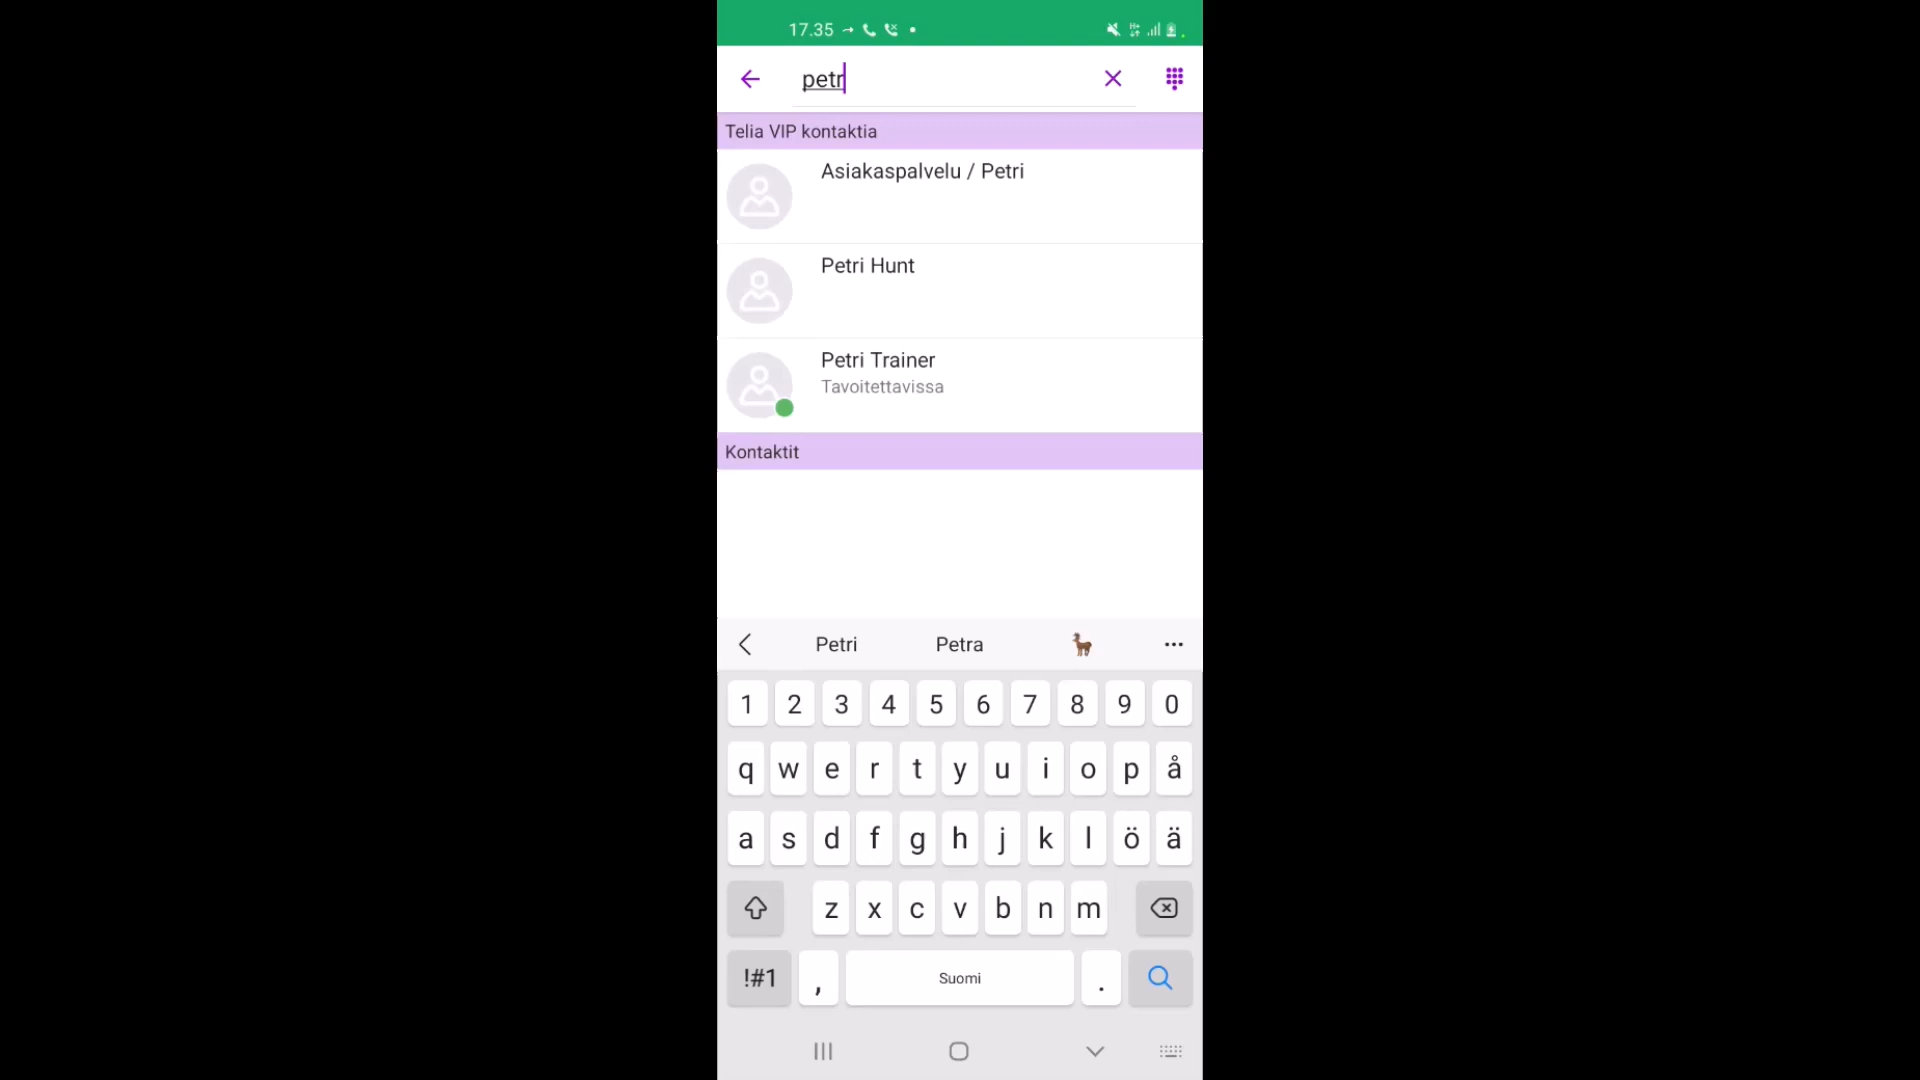 17.35
petr
Telia VIP kontaktia
Asiakaspalvelu / Petri
Petri Hunt
Petri Trainer
Tavoitettavissa
Kontaktit
Petri Petra
1 2 3 4 5 6 7 8 9 0
q w e r t y u i o p å
a s d f g h j k l ö ä
z x c v b n m
!#1 , Suomi .